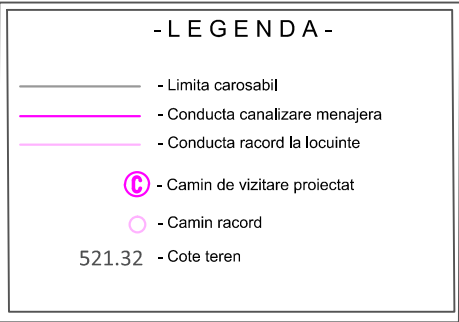 - L E G E N D A -
- Limita carosabil
- Conducta canalizare menajera
- Conducta racord la locuinte
C - Camin de vizitare proiectat
- Camin racord
521.32 - Cote teren